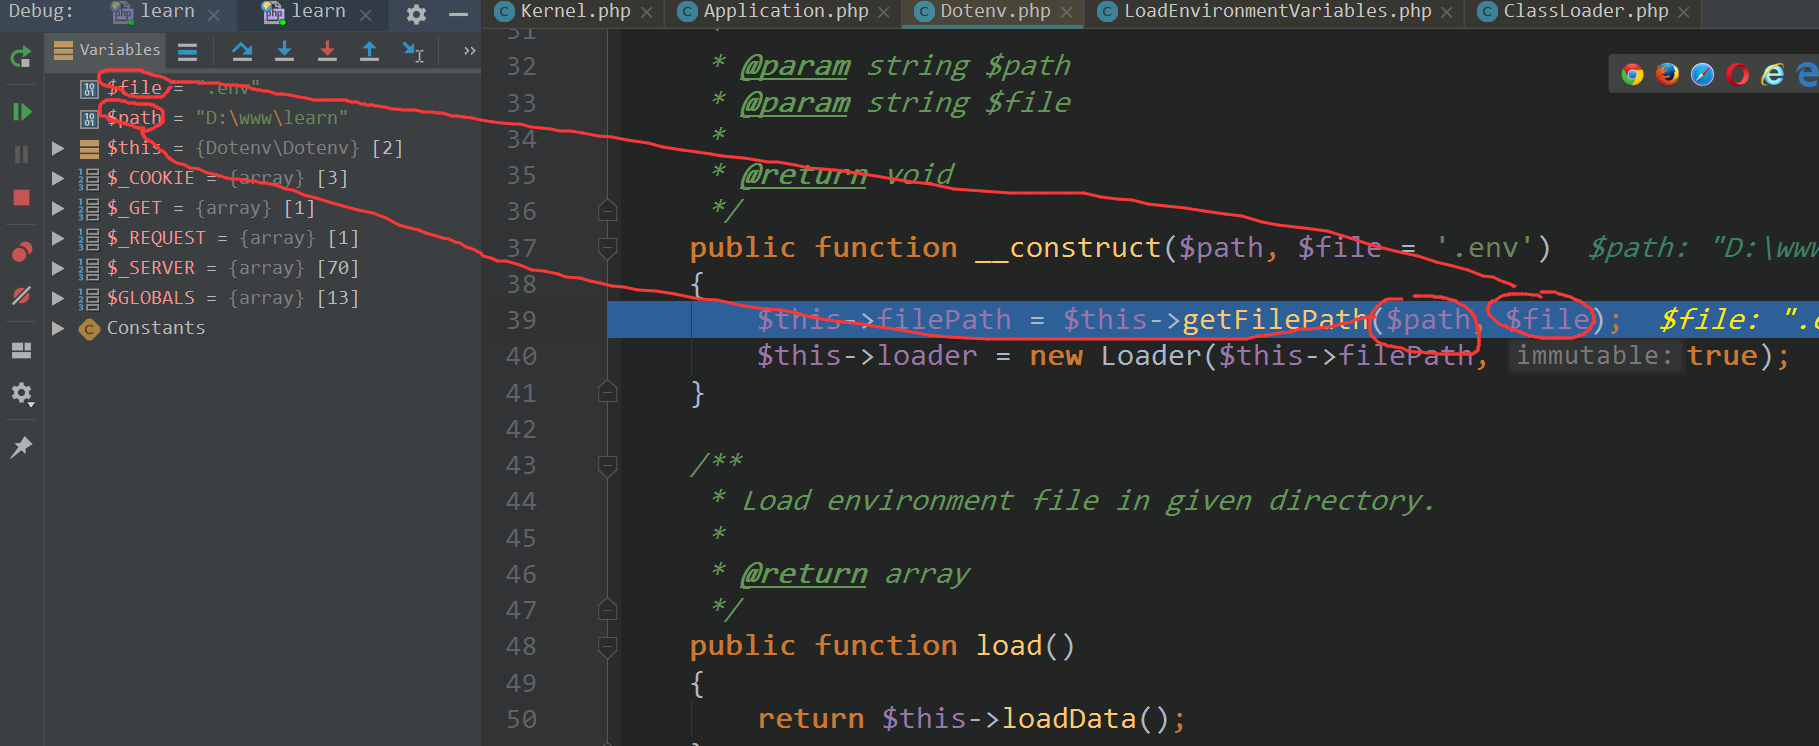 Debug: learn learn
Variables »
$file = ".env"
$path = "D:\www\learn"
$this = {Dotenv\Dotenv} [2]
$_COOKIE = {array} [3]
$_GET = {array} [1]
$_REQUEST = {array} [1]
$_SERVER = {array} [70]
$GLOBALS = {array} [13]
Constants
Kernel.php Application.php Dotenv.php LoadEnvironmentVariables.php ClassLoader.php
31 *
32 * @param string $path
33 * @param string $file
34 *
35 * @return void
36 */
37 public function __construct($path, $file = '.env') $path: "D:\www
38 {
39 $this->filePath = $this->getFilePath($path, $file); $file: ".e
40 $this->loader = new Loader($this->filePath, immutable: true);
41 }
42
43 /**
44 * Load environment file in given directory.
45 *
46 * @return array
47 */
48 public function load()
49 {
50 return $this->loadData();